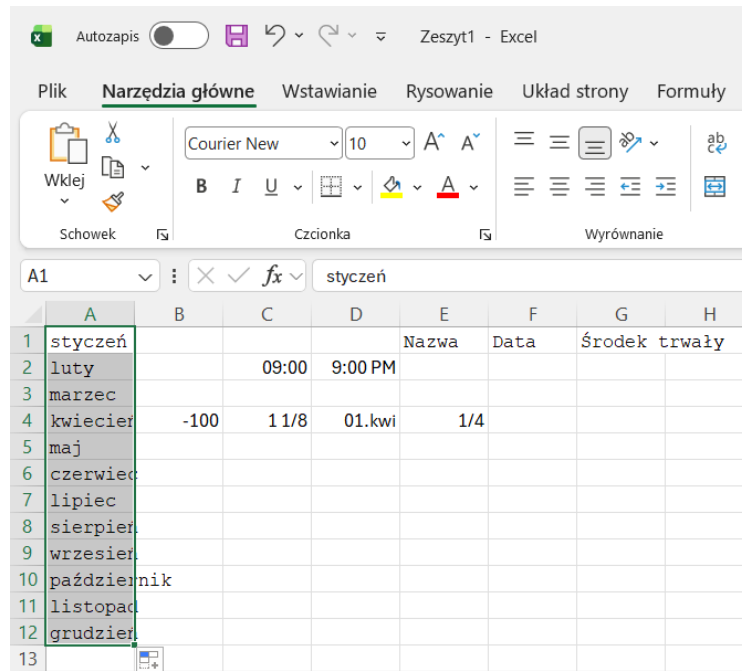 Autozapis Zeszyt1 - Excel
Plik Narzędzia główne Wstawianie Rysowanie Układ strony Formuły
Wklej Courier New 10 A A ab
B I U A
Schowek Czcionka Wyrównanie
A1 fx styczeń
A B C D E F G H
1 styczeń Nazwa Data Środek trwały
2 luty 09:00 9:00 PM
3 marzec
4 kwiecień -100 1 1/8 01.kwi 1/4
5 maj
6 czerwiec
7 lipiec
8 sierpień
9 wrzesień
10 październik
11 listopad
12 grudzień
13